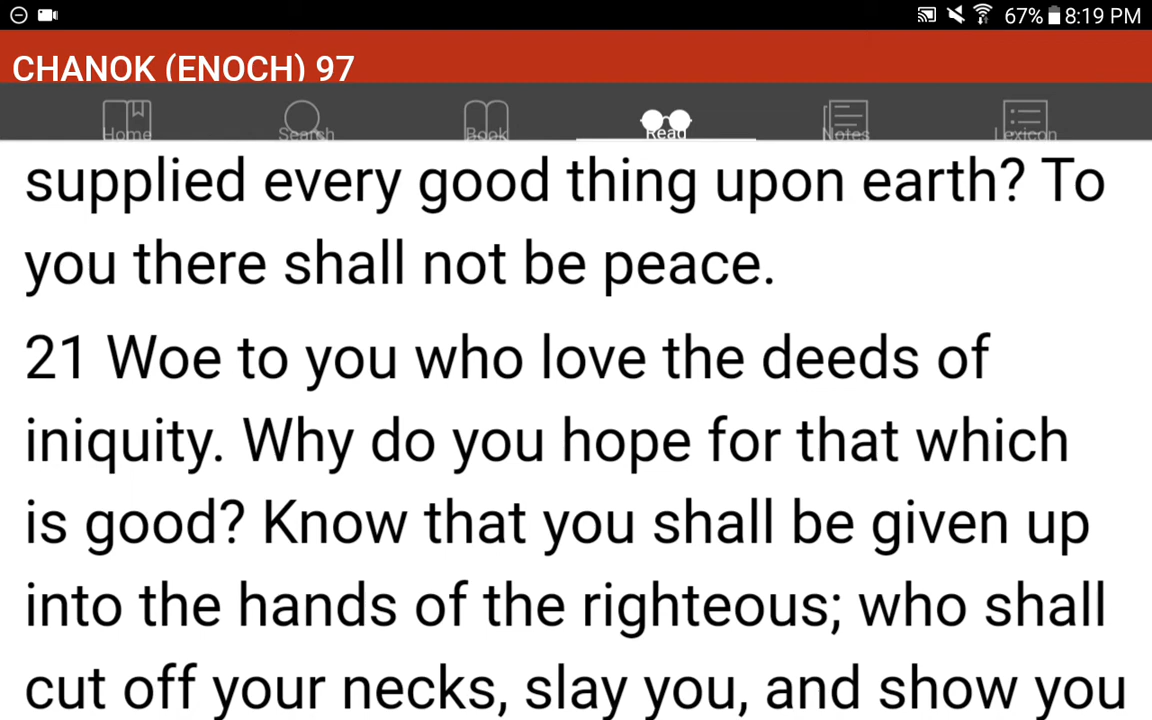 67% 8:19 PM
CHANOK (ENOCH) 97
Home Search Book Read Notes Lexicon
supplied every good thing upon earth? To
you there shall not be peace.
21 Woe to you who love the deeds of
iniquity. Why do you hope for that which
is good? Know that you shall be given up
into the hands of the righteous; who shall
cut off your necks, slay you, and show you